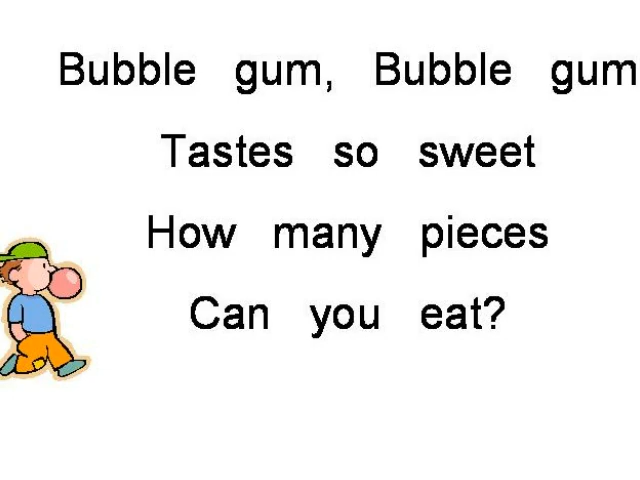 Bubble gum, Bubble gum
Tastes so sweet
How many pieces
Can you eat?